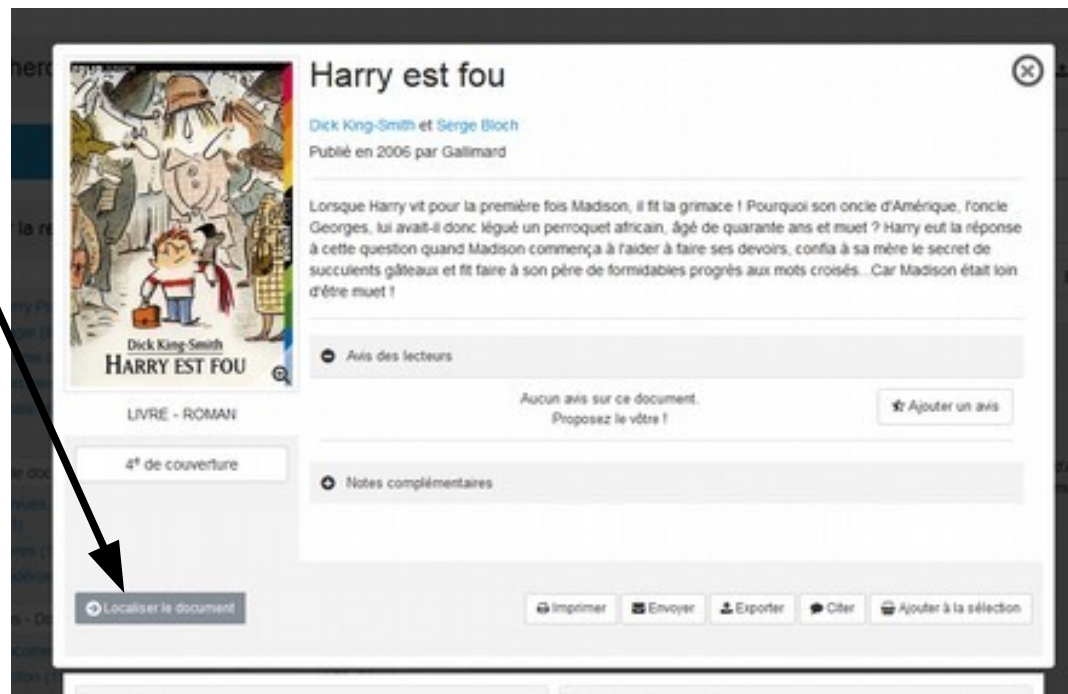 Harry est fou
Dick King-Smith et Serge Bloch
Publié en 2006 par Gallimard
Lorsque Harry vit pour la première fois Madison, il fit la grimace ! Pourquoi son oncle d'Amérique, l'oncle
Georges, lui avait-il donc légué un perroquet africain, âgé de quarante ans et muet ? Harry eut la réponse
à cette question quand Madison commença à l'aider à faire ses devoirs, confia à sa mère le secret de
succulents gâteaux et fit faire à son père de formidables progrès aux mots croisés...Car Madison était loin
d'être muet !
Dick King-Smith
HARRY EST FOU
LIVRE - ROMAN
4e de couverture
Avis des lecteurs
Aucun avis sur ce document.
Proposez le vôtre !
Ajouter un avis
Notes complémentaires
Localiser le document
Imprimer
Envoyer
Exporter
Citer
Ajouter à la sélection